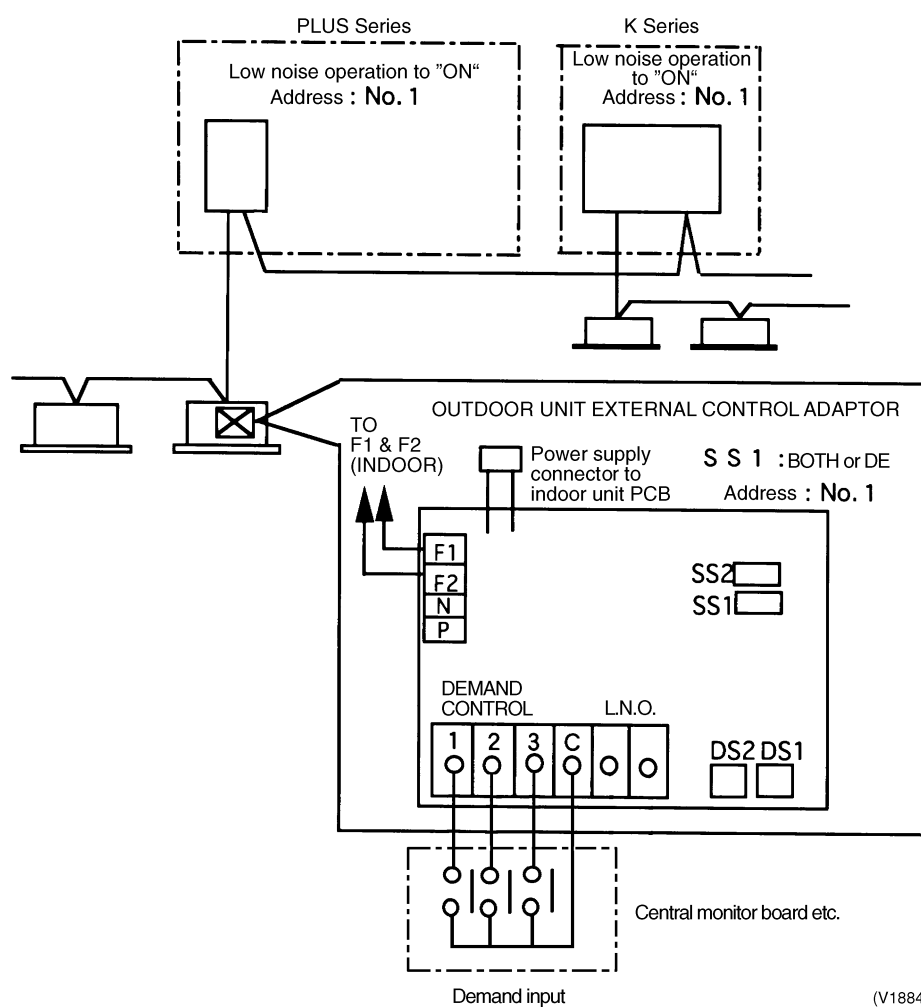 PLUS Series
K Series
Low noise operation to ”ON“
Address : No. 1
Low noise operation
to ”ON“
Address : No. 1
OUTDOOR UNIT EXTERNAL CONTROL ADAPTOR
TO
F1 & F2
(INDOOR)
Power supply
connector to
indoor unit PCB
S S 1 : BOTH or DE
Address : No. 1
F1
F2
N
P
SS2
SS1
DEMAND
CONTROL
L.N.O.
1 2 3 C
DS2 DS1
Central monitor board etc.
Demand input
(V1884